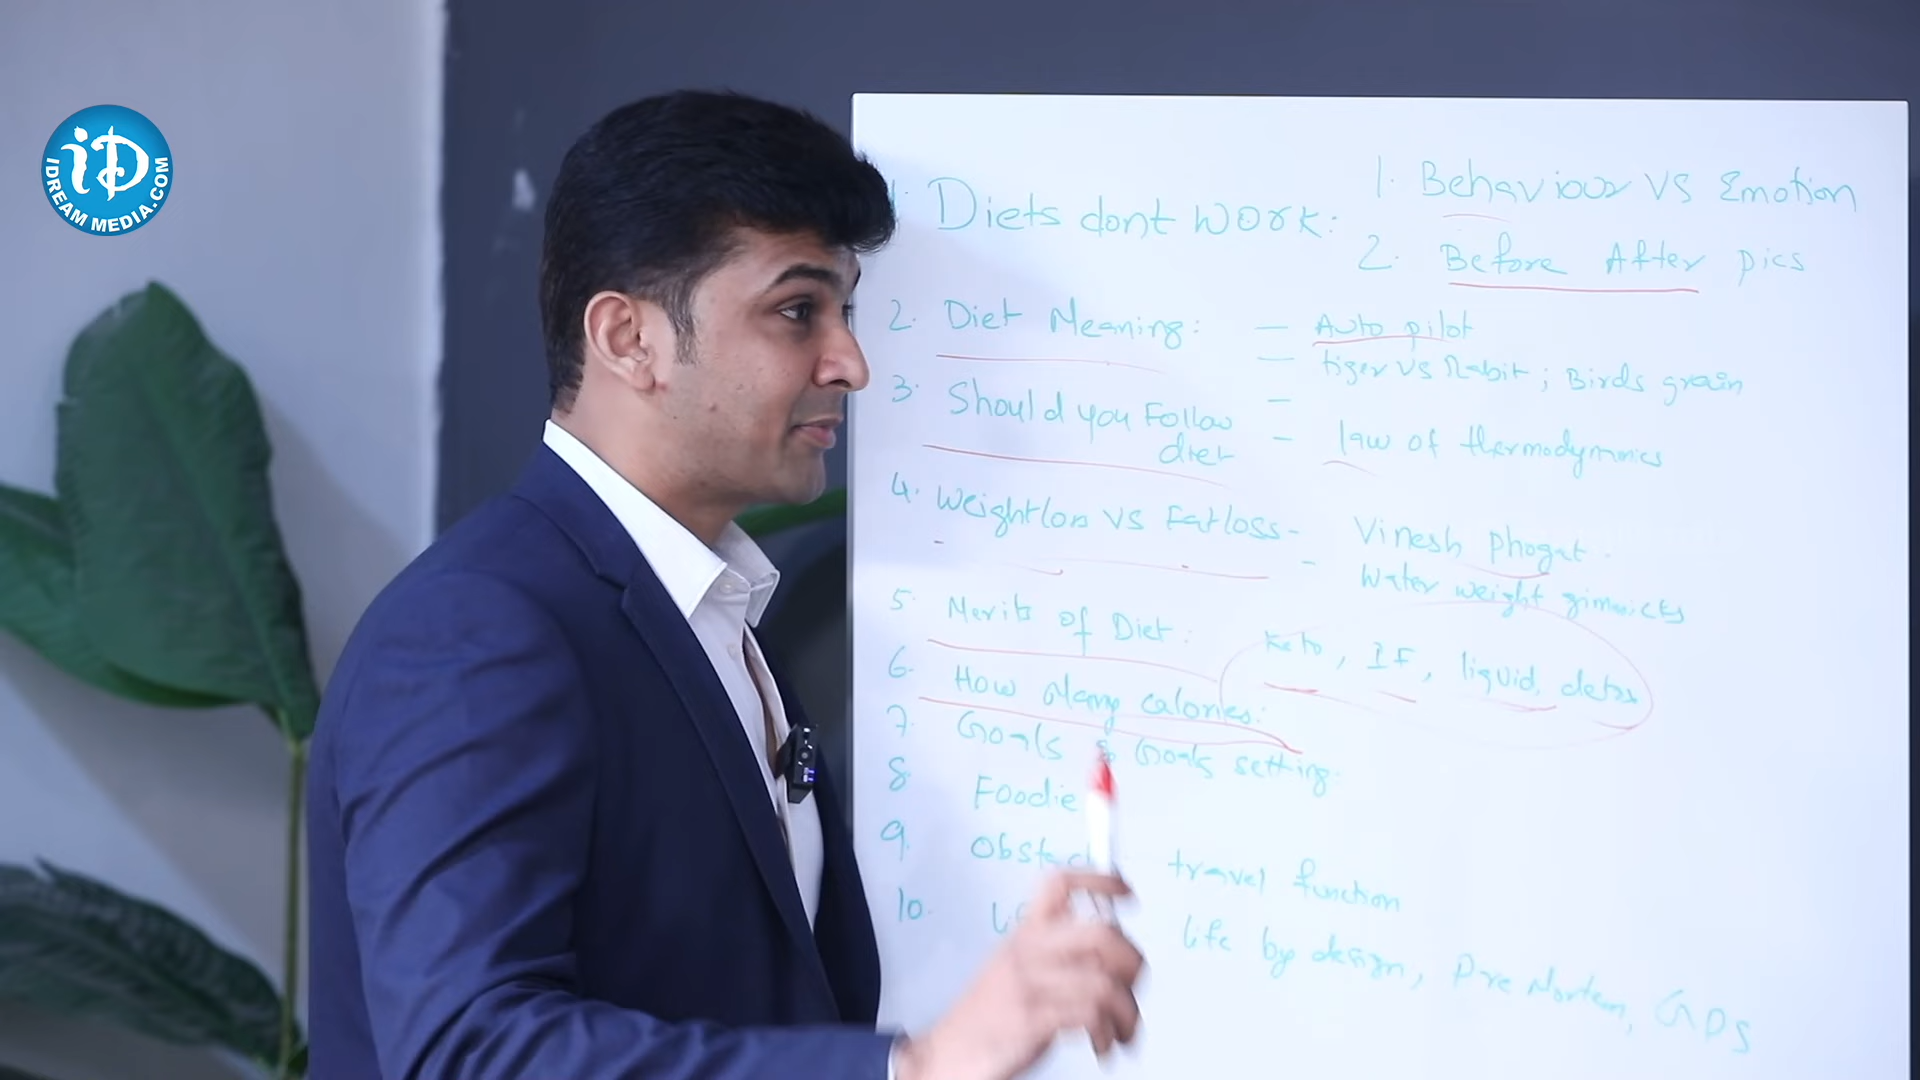 iD
IDREAM MEDIA.COM
1. Diets dont work:
1. Behaviour VS Emotion
2. Before After pics
2. Diet Meaning: - Auto pilot
- tiger vs Rabit; Birds grain
3. Should you Follow -
diet - law of thermodynamics
4. Weightloss VS Fatloss - Vinesh phogat.
- Water weight gimmicks
5. Merits of Diet: Keto, IF, liquid, detox
6. How Many calories:
7. Goals & Goals setting:
8. Foodie
9. travel function
10. life by design, Pre Mortem, GPS